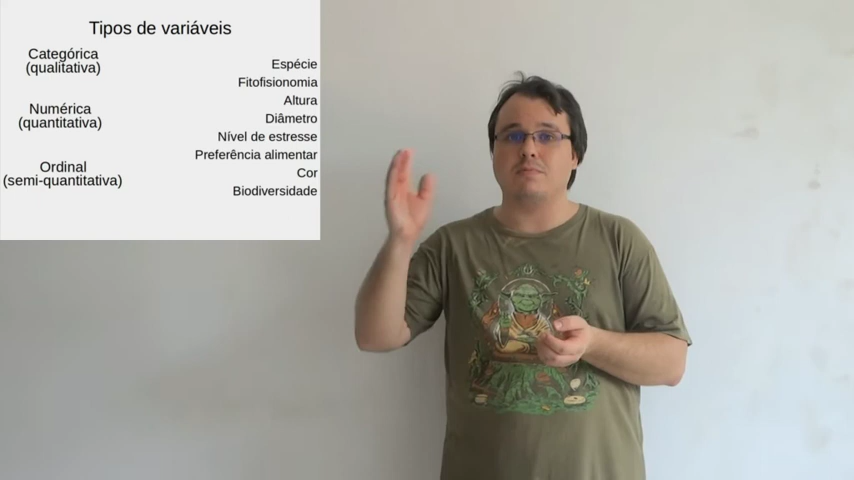 Tipos de variáveis
Categórica
(qualitativa)
Numérica
(quantitativa)
Ordinal
(semi-quantitativa)
Espécie
Fitofisionomia
Altura
Diâmetro
Nível de estresse
Preferência alimentar
Cor
Biodiversidade